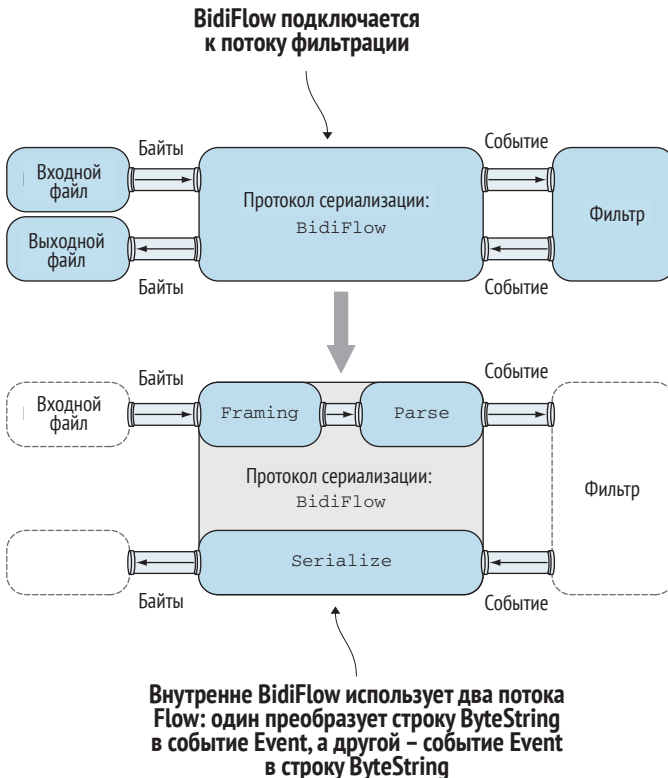 BidiFlow подключается
к потоку фильтрации
Байты
Событие
Входной
файл
Протокол сериализации:
BidiFlow
Фильтр
Выходной
файл
Байты
Событие
Байты
Событие
Входной
файл
Framing
Parse
Протокол сериализации:
BidiFlow
Фильтр
Serialize
Байты
Событие
Внутренне BidiFlow использует два потока
Flow: один преобразует строку ByteString
в событие Event, а другой – событие Event
в строку ByteString